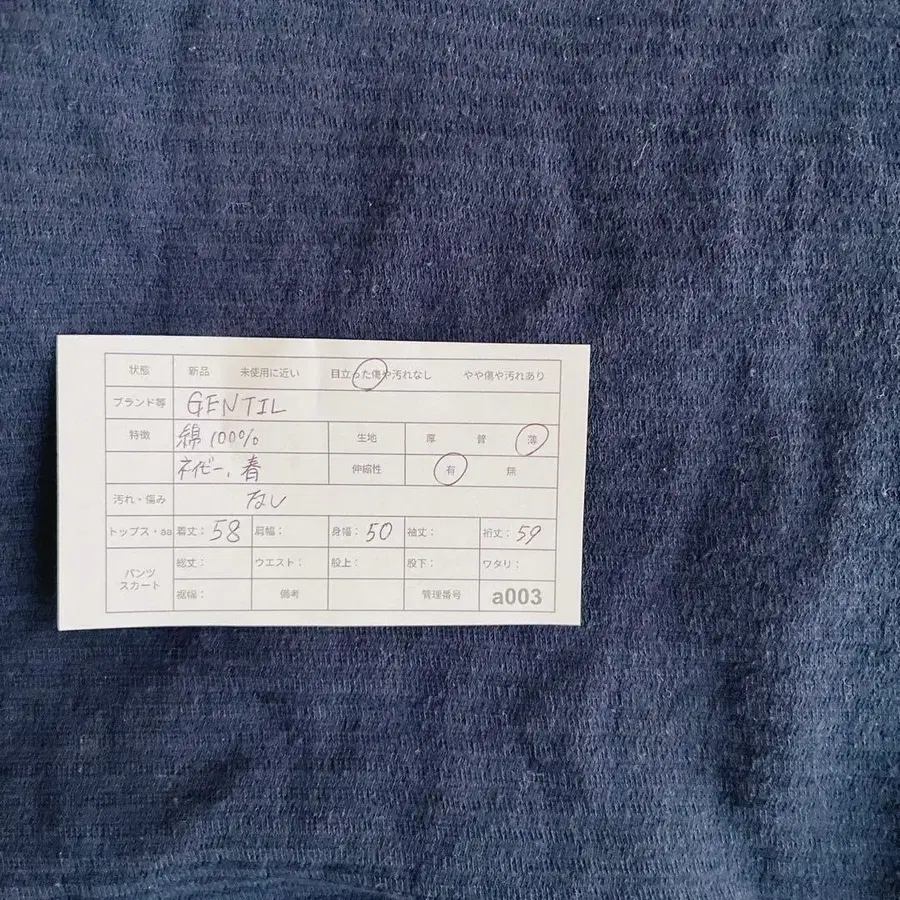 状態 新品 未使用に近い 目立った傷や汚れなし やや傷や汚れあり
ブランド等 GENTIL
特徴 綿100% 生地 厚 普 薄
ネイビー、春 伸縮性 有 無
汚れ・傷み なし
トップス・aa 着丈:58 肩幅: 身幅:50 袖丈: 裄丈:59
パンツ スカート 総丈: ウエスト: 股上: 股下: ワタリ:
裾幅: 備考 管理番号 a003